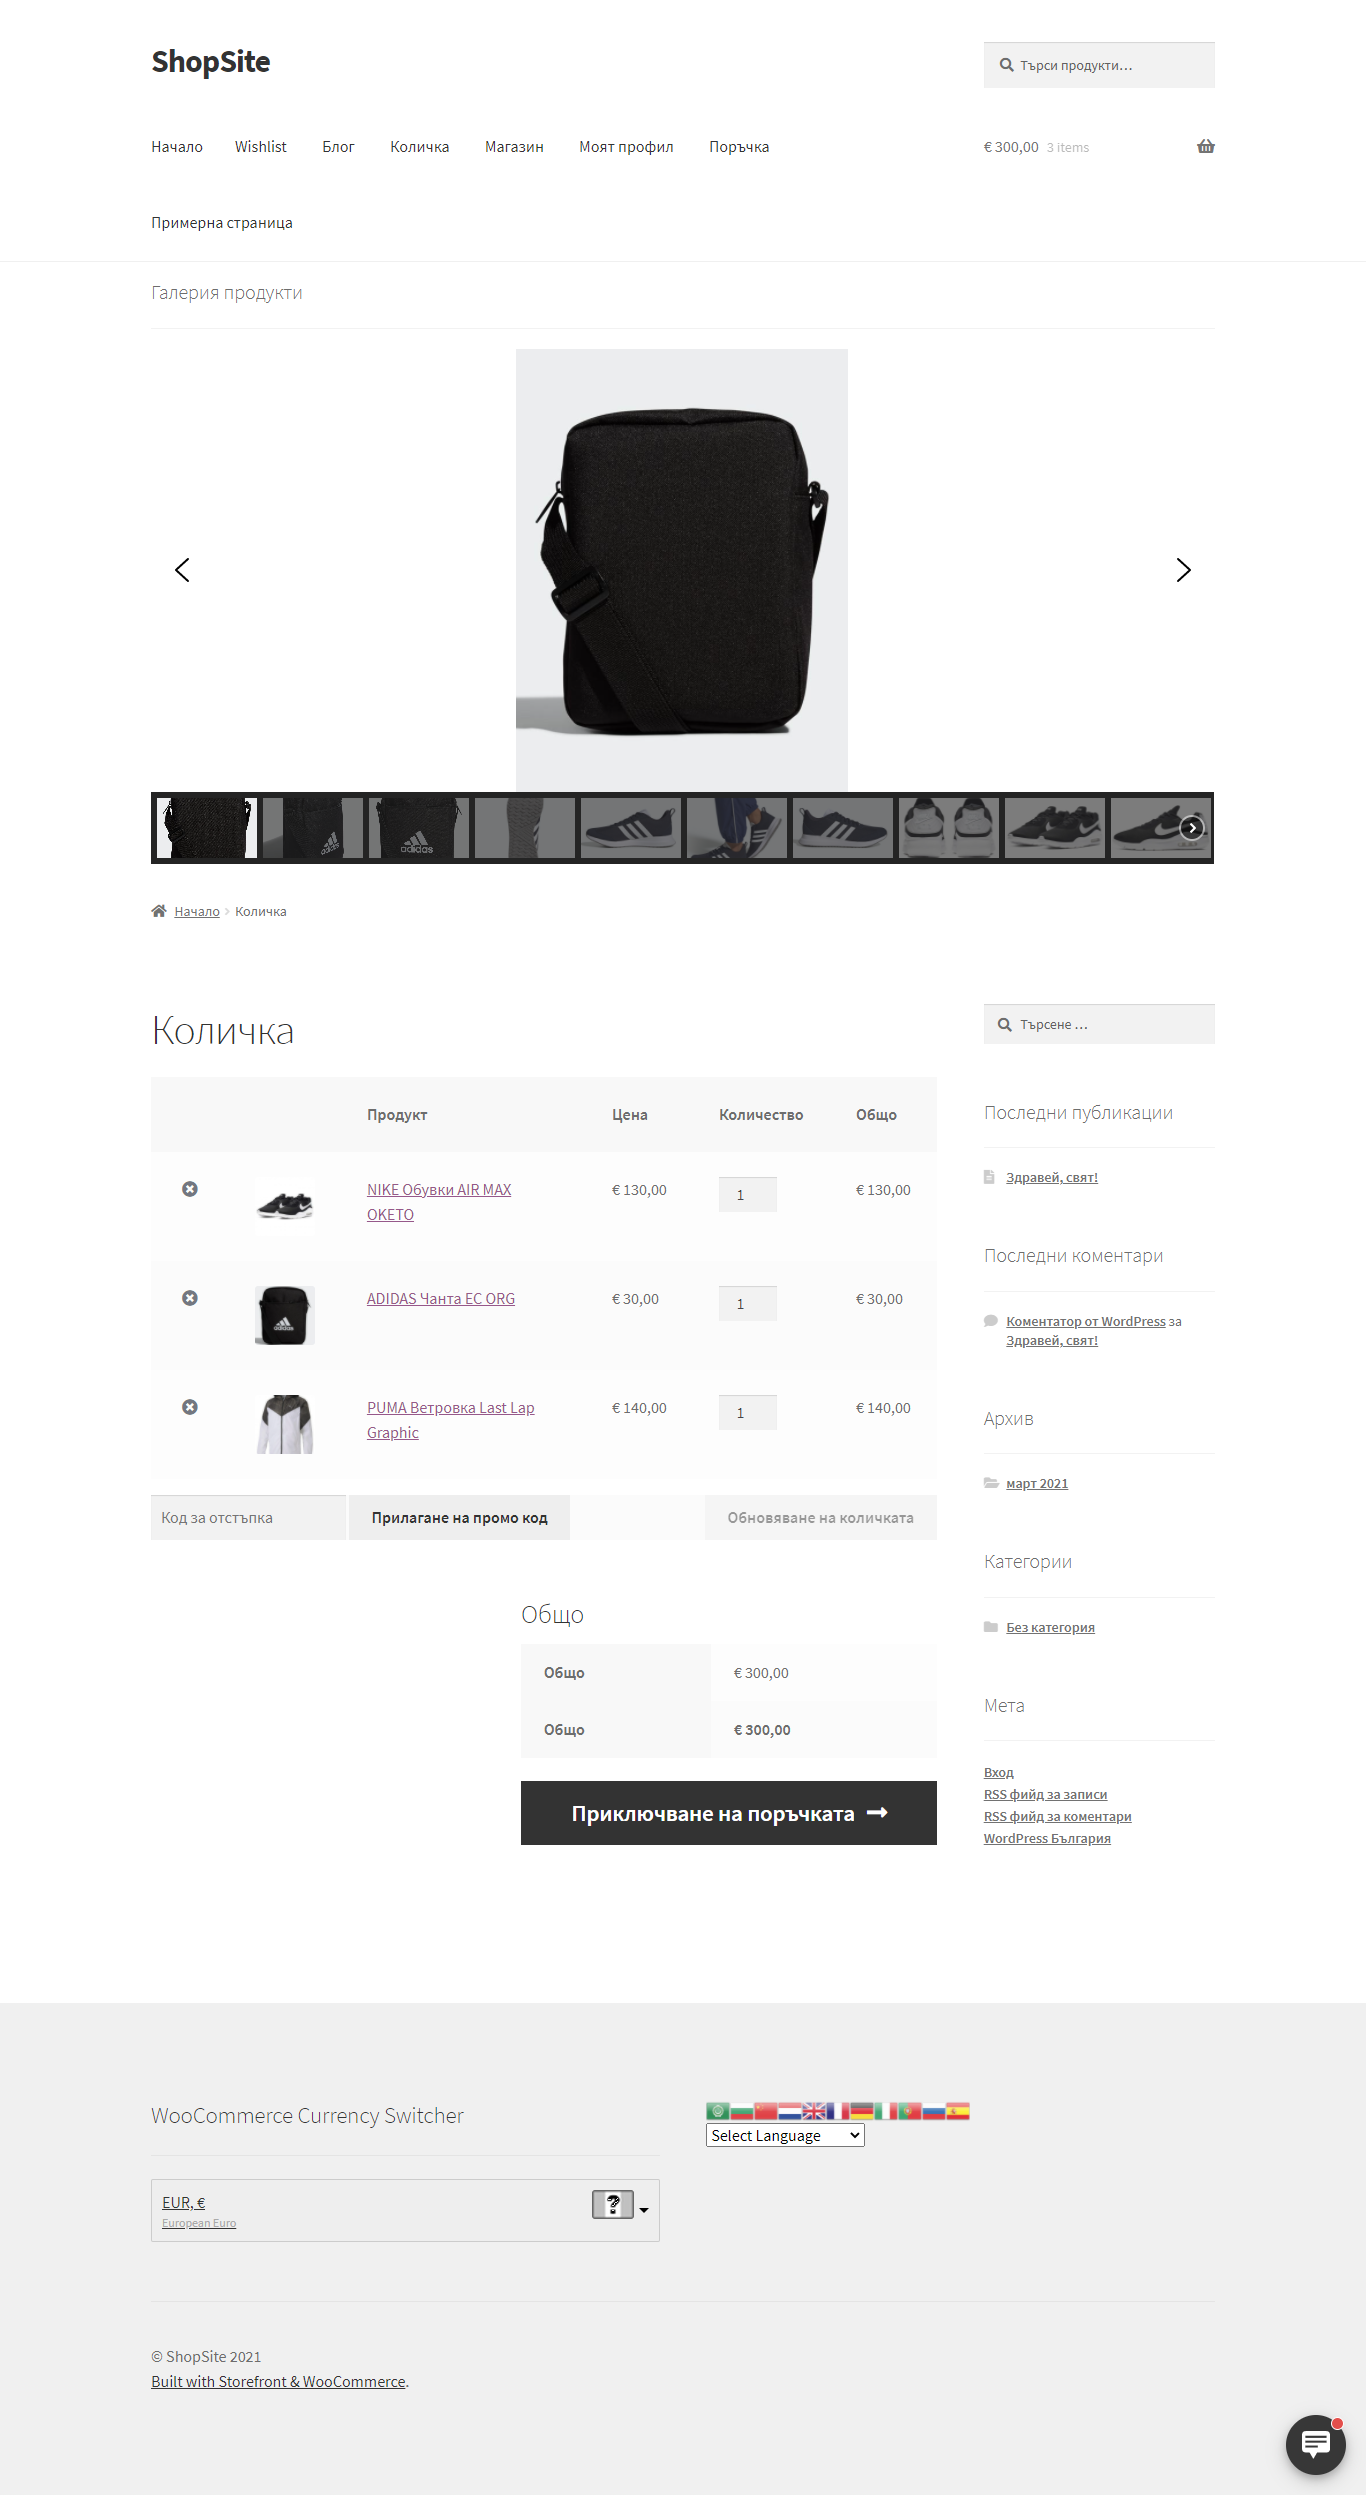 ShopSite
Търси продукти…
Начало Wishlist Блог Количка Магазин Моят профил Поръчка
€ 300,00 3 items
Примерна страница
Галерия продукти
adidas
Начало Количка
Количка
Търсене …
Продукт Цена Количество Общо
NIKE Обувки AIR MAX
OKETO
€ 130,00 1 € 130,00
adidas
ADIDAS Чанта EC ORG € 30,00 1 € 30,00
PUMA Ветровка Last Lap
Graphic
€ 140,00 1 € 140,00
Код за отстъпка Прилагане на промо код Обновяване на количката
Общо
Общо € 300,00
Общо € 300,00
Приключване на поръчката
Последни публикации
Здравей, свят!
Последни коментари
Коментатор от WordPress за
Здравей, свят!
Архив
март 2021
Категории
Без категория
Мета
Вход
RSS фийд за записи
RSS фийд за коментари
WordPress България
WooCommerce Currency Switcher
EUR, €
European Euro
?
Select Language
© ShopSite 2021
Built with Storefront & WooCommerce.